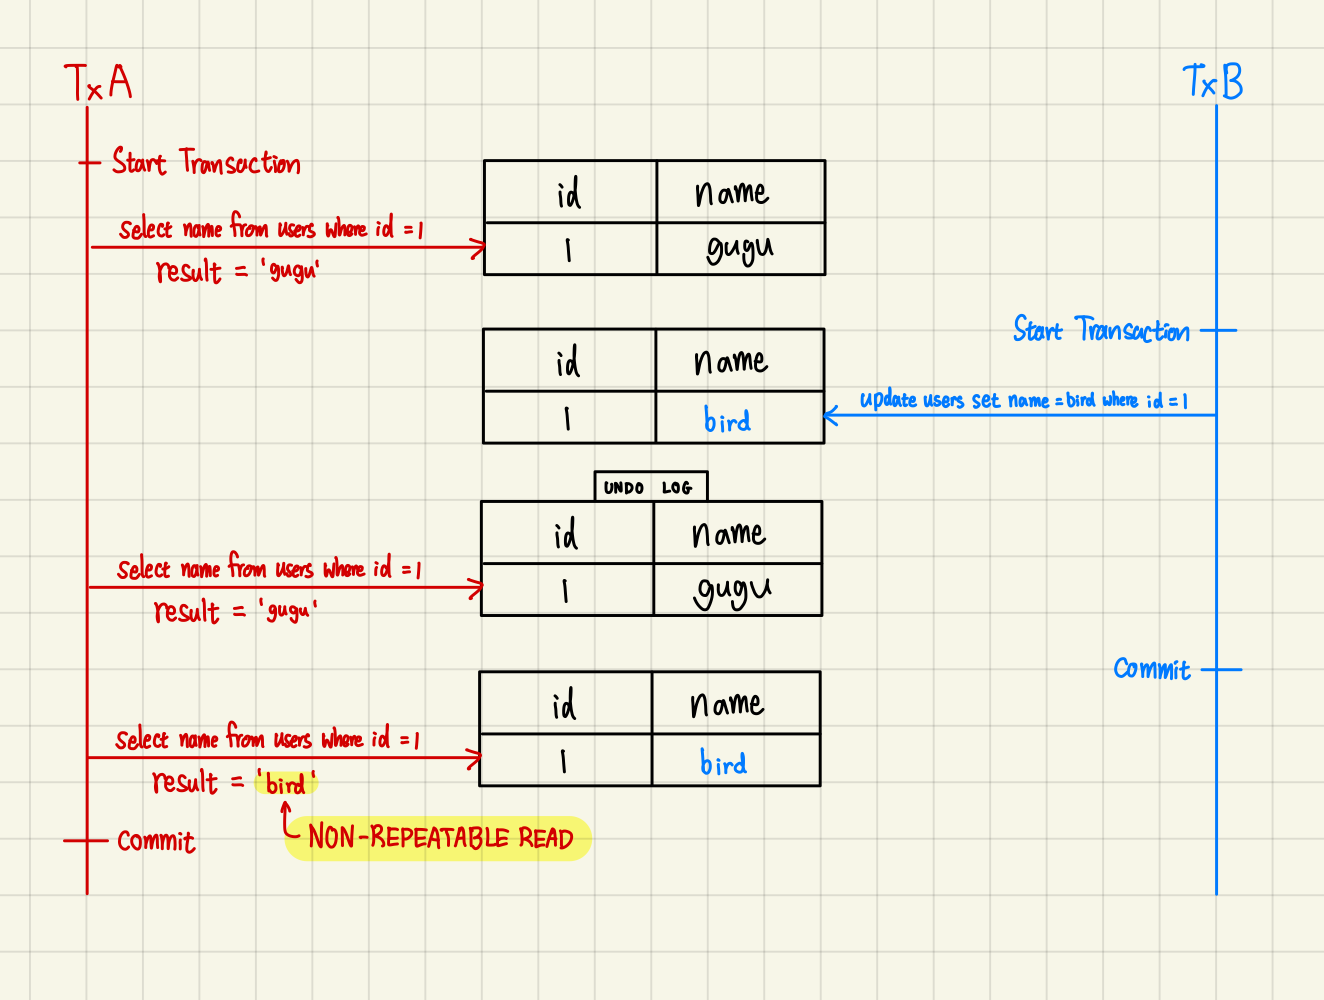 TxA
TxB
Start Transaction
id name
Select name from users where id = 1
1 gugu
result = 'gugu'
Start Transaction
id name
update users set name = bird where id = 1
1 bird
UNDO LOG
id name
Select name from users where id = 1
1 gugu
result = 'gugu'
Commit
id name
Select name from users where id = 1
1 bird
result = 'bird'
Commit
NON-REPEATABLE READ